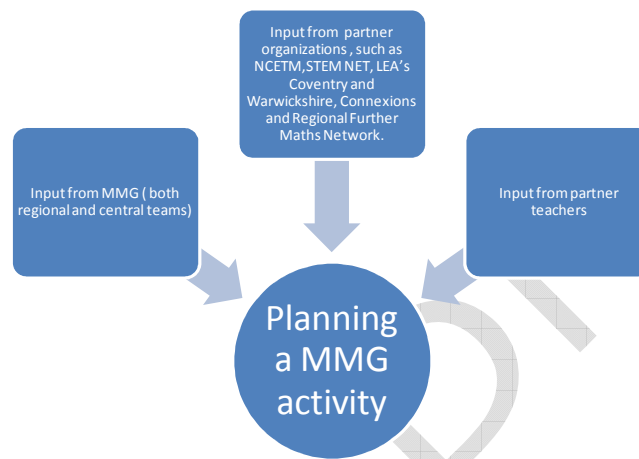 Input from partner
organizations , such as
NCETM,STEM NET, LEA's
Coventry and
Warwickshire, Connexions
and Regional Further
Maths Network.
Input from MMG ( both
regional and central teams)
Input from partner
teachers
Planning
a MMG
activity